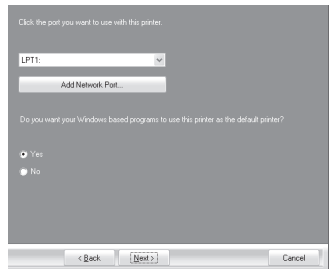 Click the port you want to use with this printer.
LPT1:
Add Network Port...
Do you want your Windows based programs to use this printer as the default printer?
Yes
No
< Back Next > Cancel